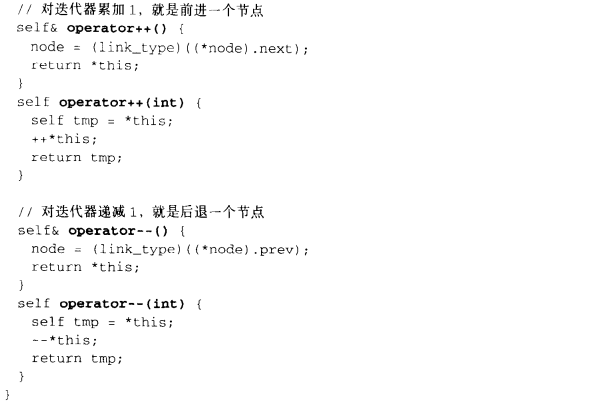 // 对迭代器累加 1，就是前进一个节点
self& operator++() {
node = (link_type)((*node).next);
return *this;
}
self operator++(int) {
self tmp = *this;
++*this;
return tmp;
}
// 对迭代器递减 1，就是后退一个节点
self& operator--() {
node = (link_type)((*node).prev);
return *this;
}
self operator--(int) {
self tmp = *this;
--*this;
return tmp;
}
}